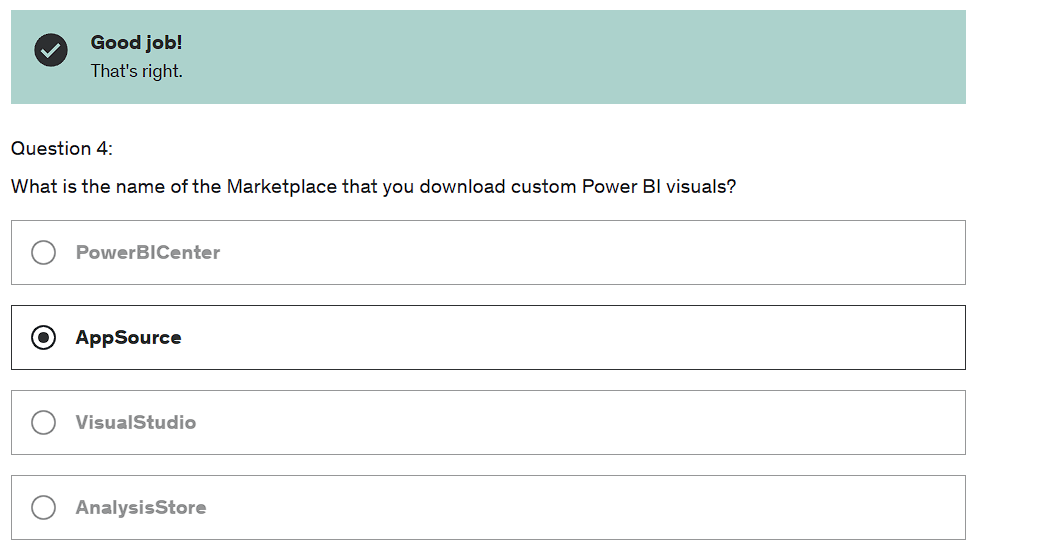 Good job!
That's right.
Question 4:
What is the name of the Marketplace that you download custom Power BI visuals?
PowerBICenter
AppSource
VisualStudio
AnalysisStore